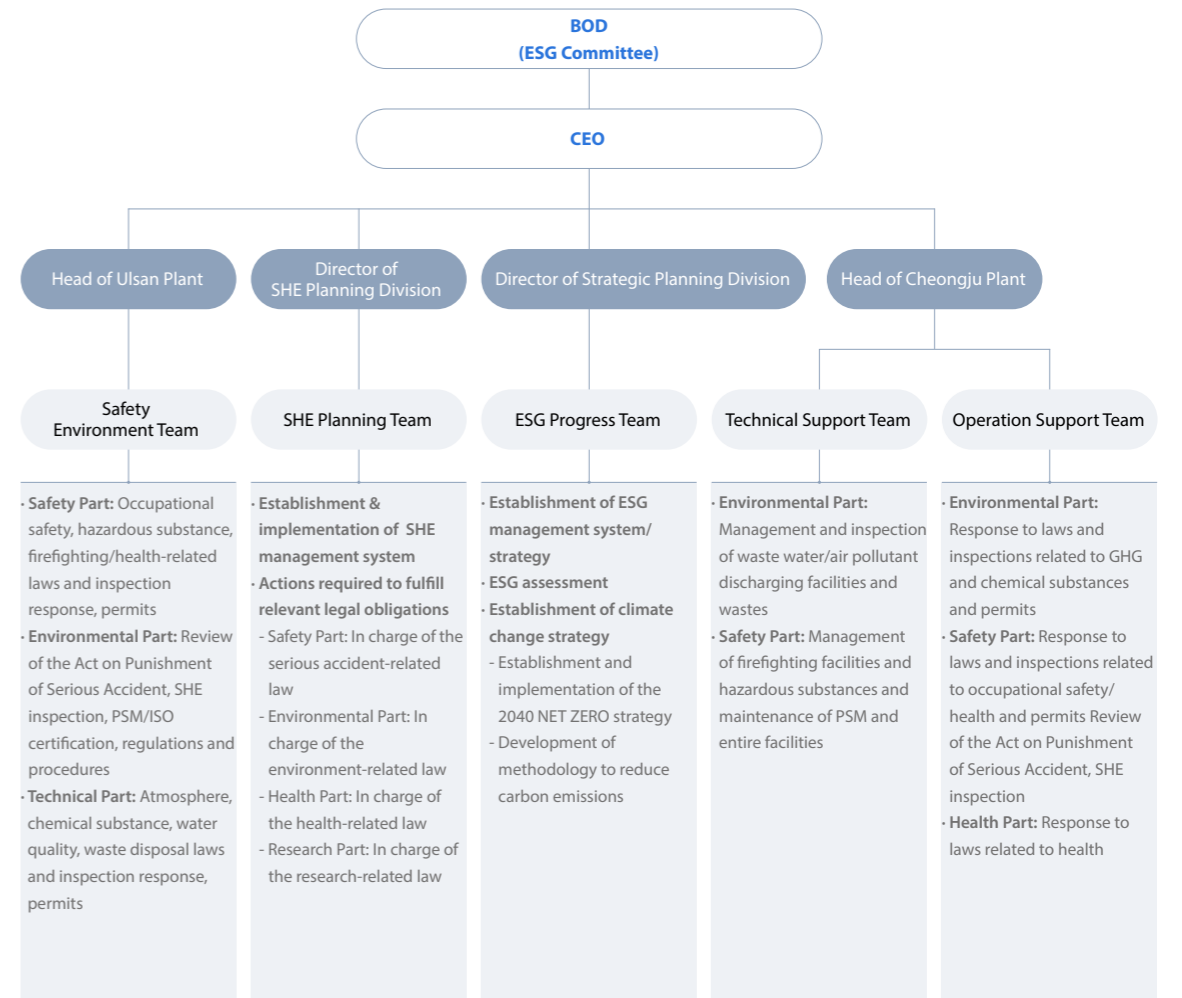 BOD
(ESG Committee)
CEO
Head of Ulsan Plant
Director of
SHE Planning Division
Director of Strategic Planning Division
Head of Cheongju Plant
Safety
Environment Team
SHE Planning Team
ESG Progress Team
Technical Support Team
Operation Support Team
· Safety Part: Occupational
safety, hazardous substance,
firefighting/health-related
laws and inspection
response, permits
· Environmental Part: Review
of the Act on Punishment
of Serious Accident, SHE
inspection, PSM/ISO
certification, regulations and
procedures
· Technical Part: Atmosphere,
chemical substance, water
quality, waste disposal laws
and inspection response,
permits
· Establishment &
implementation of SHE
management system
· Actions required to fulfill
relevant legal obligations
- Safety Part: In charge of the
serious accident-related
law
- Environmental Part: In
charge of the
environment-related law
- Health Part: In charge of
the health-related law
- Research Part: In charge of
the research-related law
· Establishment of ESG
management system/
strategy
· ESG assessment
· Establishment of climate
change strategy
- Establishment and
implementation of the
2040 NET ZERO strategy
- Development of
methodology to reduce
carbon emissions
· Environmental Part:
Management and inspection
of waste water/air pollutant
discharging facilities and
wastes
· Safety Part: Management
of firefighting facilities and
hazardous substances and
maintenance of PSM and
entire facilities
· Environmental Part:
Response to laws and
inspections related to GHG
and chemical substances
and permits
· Safety Part: Response to
laws and inspections related
to occupational safety/
health and permits Review
of the Act on Punishment
of Serious Accident, SHE
inspection
· Health Part: Response to
laws related to health